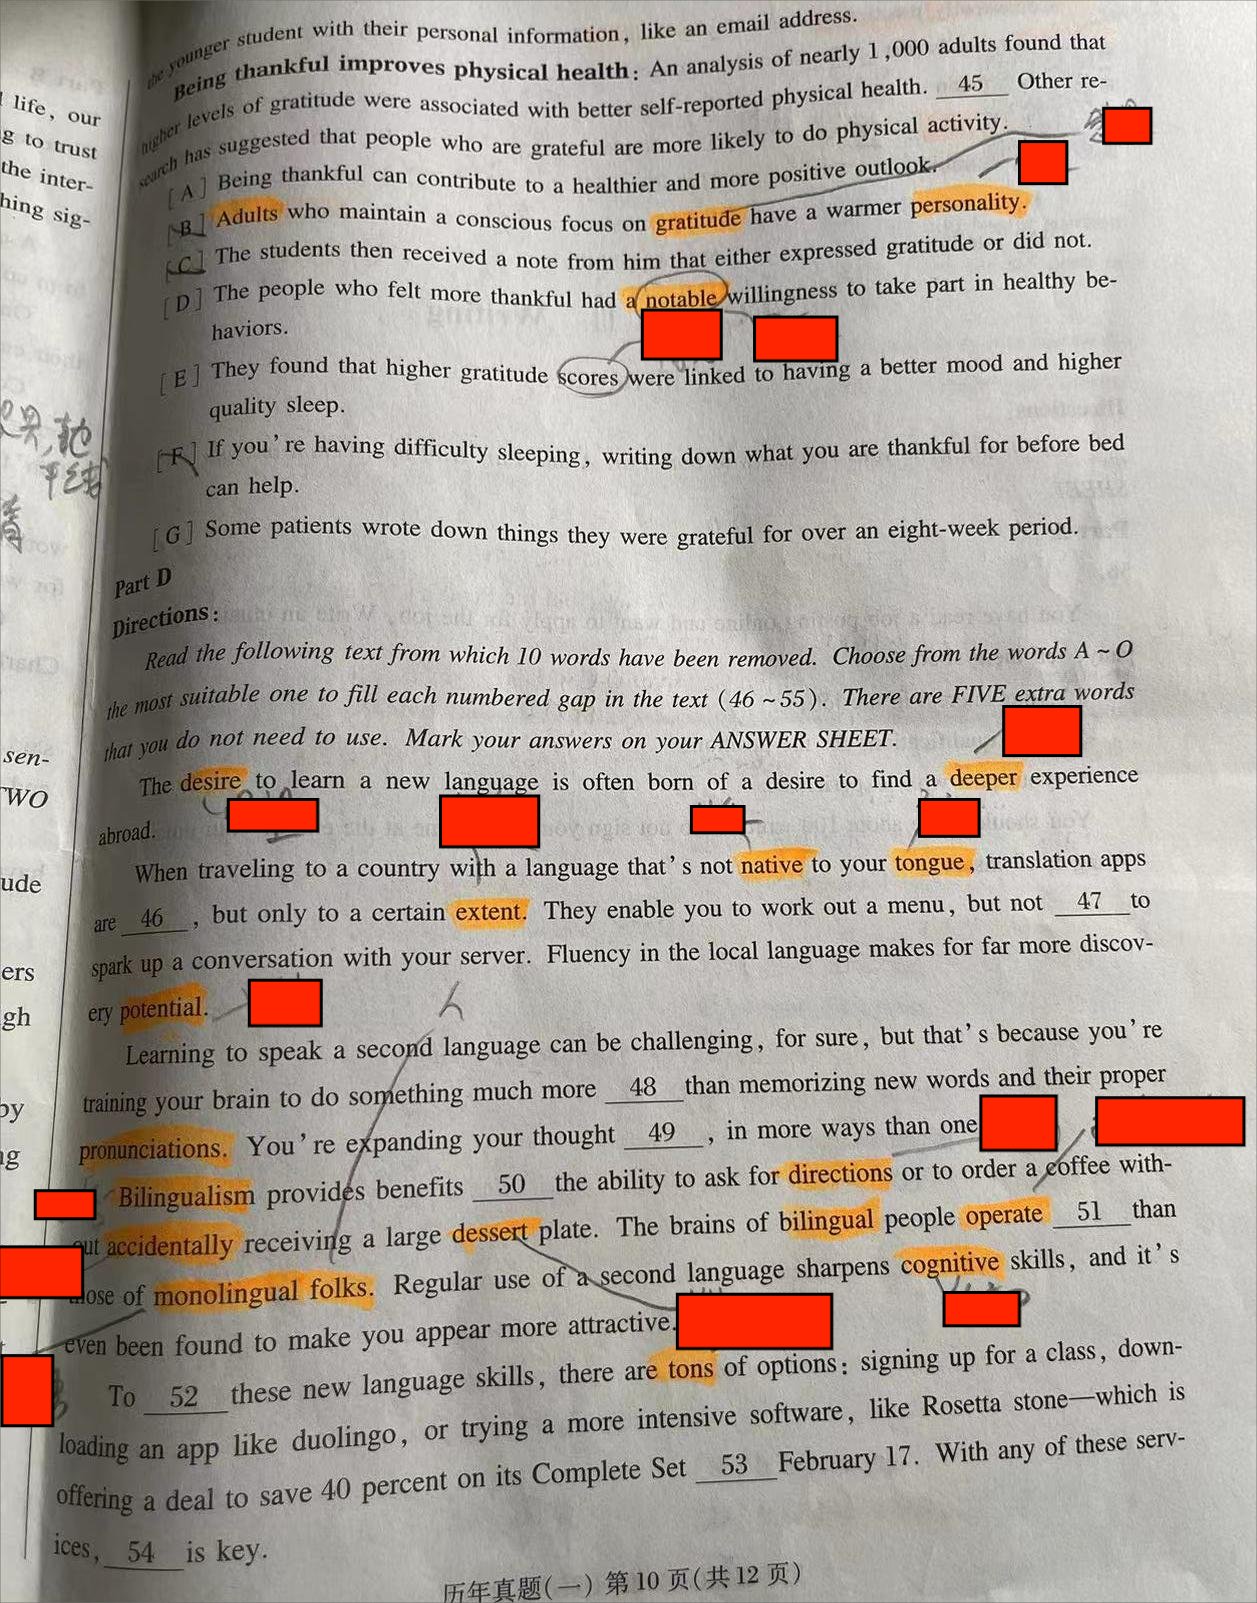 the younger student with their personal information, like an email address.
Being thankful improves physical health: An analysis of nearly 1,000 adults found that
higher levels of gratitude were associated with better self-reported physical health. 45 Other re-
search has suggested that people who are grateful are more likely to do physical activity.
[A] Being thankful can contribute to a healthier and more positive outlook.
[B] Adults who maintain a conscious focus on gratitude have a warmer personality.
[C] The students then received a note from him that either expressed gratitude or did not.
[D] The people who felt more thankful had a notable willingness to take part in healthy be-
haviors.
[E] They found that higher gratitude scores were linked to having a better mood and higher
quality sleep.
[F] If you're having difficulty sleeping, writing down what you are thankful for before bed
can help.
[G] Some patients wrote down things they were grateful for over an eight-week period.
Part D
Directions:
Read the following text from which 10 words have been removed. Choose from the words A ~ O
the most suitable one to fill each numbered gap in the text (46 ~ 55). There are FIVE extra words
that you do not need to use. Mark your answers on your ANSWER SHEET.
The desire to learn a new language is often born of a desire to find a deeper experience
abroad.
When traveling to a country with a language that's not native to your tongue, translation apps
are 46, but only to a certain extent. They enable you to work out a menu, but not 47 to
spark up a conversation with your server. Fluency in the local language makes for far more discov-
ery potential.
Learning to speak a second language can be challenging, for sure, but that's because you're
training your brain to do something much more 48 than memorizing new words and their proper
pronunciations. You're expanding your thought 49, in more ways than one
Bilingualism provides benefits 50 the ability to ask for directions or to order a coffee with-
out accidentally receiving a large dessert plate. The brains of bilingual people operate 51 than
those of monolingual folks. Regular use of a second language sharpens cognitive skills, and it's
even been found to make you appear more attractive.
To 52 these new language skills, there are tons of options: signing up for a class, down-
loading an app like duolingo, or trying a more intensive software, like Rosetta stone—which is
offering a deal to save 40 percent on its Complete Set 53 February 17. With any of these serv-
ices, 54 is key.
历年真题(一) 第10页(共12页)
life, our
g to trust
the inter-
hing sig-
sen-
TWO
ude
ers
gh
by